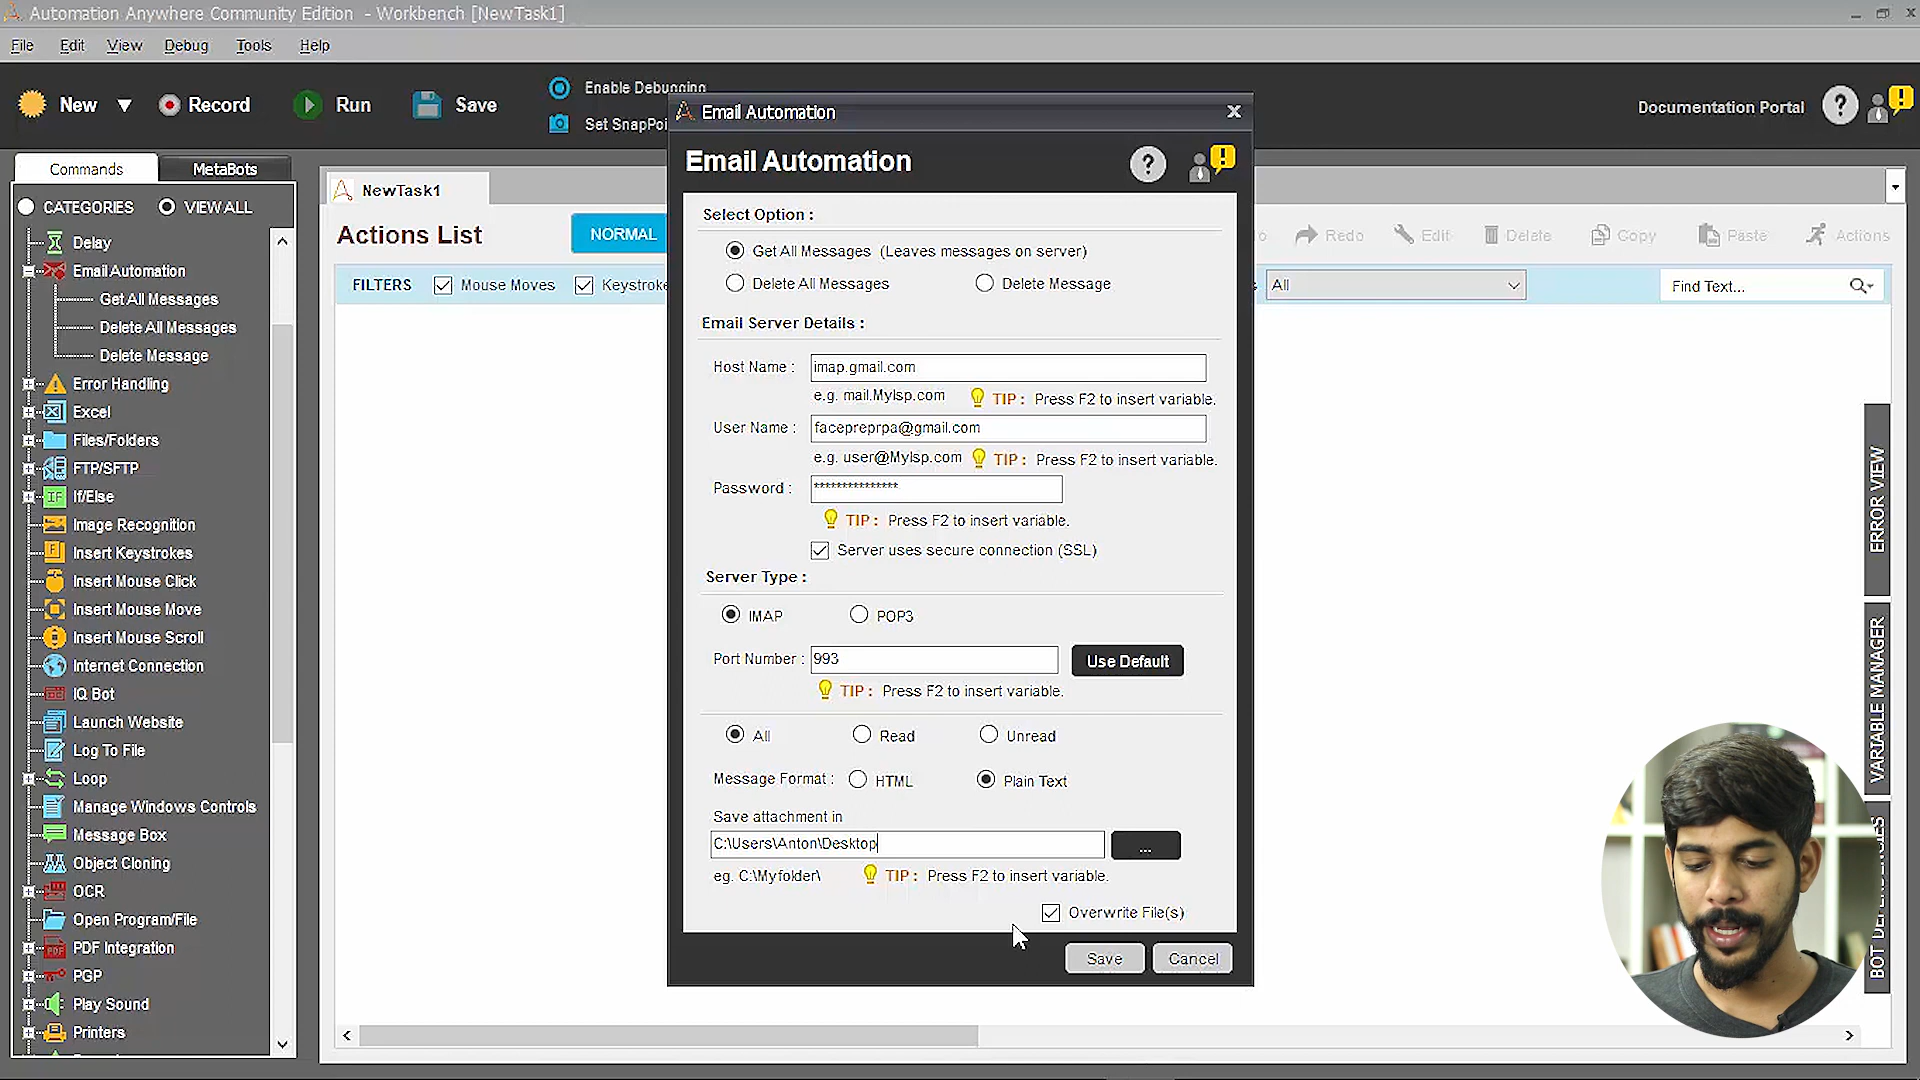 Automation Anywhere Community Edition - Workbench [NewTask1]
File Edit View Debug Tools Help
New Record Run Save
Enable Debugging
Set SnapPoi
Documentation Portal
Commands MetaBots
CATEGORIES VIEW ALL
Delay
Email Automation
Get All Messages
Delete All Messages
Delete Message
Error Handling
Excel
Files/Folders
FTP/SFTP
If/Else
Image Recognition
Insert Keystrokes
Insert Mouse Click
Insert Mouse Move
Insert Mouse Scroll
Internet Connection
IQ Bot
Launch Website
Log To File
Loop
Manage Windows Controls
Message Box
Object Cloning
OCR
Open Program/File
PDF Integration
PGP
Play Sound
Printers
NewTask1
Actions List
NORMAL
Redo Edit Delete Copy Paste Actions
FILTERS Mouse Moves Keystroke
All
Find Text...
Email Automation
Email Automation
Select Option :
Get All Messages (Leaves messages on server)
Delete All Messages Delete Message
Email Server Details :
Host Name : imap.gmail.com
e.g. mail.MyIsp.com TIP : Press F2 to insert variable.
User Name : facepreprpa@gmail.com
e.g. user@MyIsp.com TIP : Press F2 to insert variable.
Password : ***************
TIP : Press F2 to insert variable.
Server uses secure connection (SSL)
Server Type :
IMAP POP3
Port Number : 993 Use Default
TIP : Press F2 to insert variable.
All Read Unread
Message Format : HTML Plain Text
Save attachment in
C:\Users\Anton\Desktop ...
eg. C:\Myfolder\ TIP : Press F2 to insert variable.
Overwrite File(s)
Save Cancel
ERROR VIEW
VARIABLE MANAGER